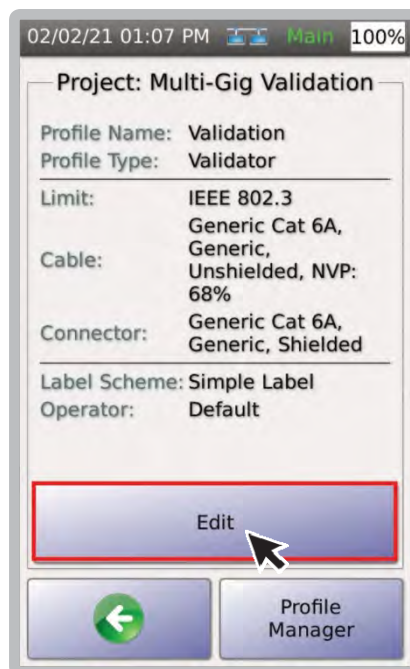 02/02/21 01:07 PM Main 100%
Project: Multi-Gig Validation
Profile Name: Validation
Profile Type: Validator
Limit: IEEE 802.3
Cable: Generic Cat 6A,
Generic,
Unshielded, NVP:
68%
Connector: Generic Cat 6A,
Generic, Shielded
Label Scheme: Simple Label
Operator: Default
Edit
Profile
Manager